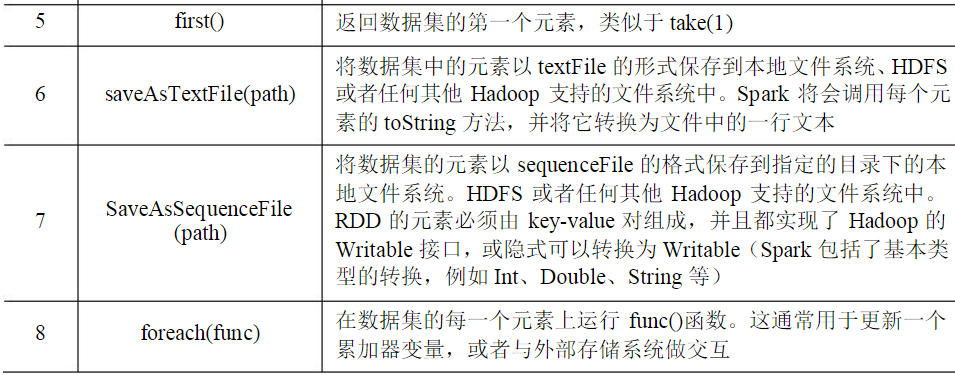 5 first() 返回数据集的第一个元素，类似于 take(1)
将数据集中的元素以 textFile 的形式保存到本地文件系统、HDFS
6 saveAsTextFile(path) 或者任何其他 Hadoop 支持的文件系统中。Spark 将会调用每个元
素的 toString 方法，并将它转换为文件中的一行文本
将数据集的元素以 sequenceFile 的格式保存到指定的目录下的本
地文件系统。HDFS 或者任何其他 Hadoop 支持的文件系统中。
7 SaveAsSequenceFile
(path)
RDD 的元素必须由 key-value 对组成，并且都实现了 Hadoop 的
Writable 接口，或隐式可以转换为 Writable（Spark 包括了基本类
型的转换，例如 Int、Double、String 等）
8 foreach(func) 在数据集的每一个元素上运行 func()函数。这通常用于更新一个
累加器变量，或者与外部存储系统做交互